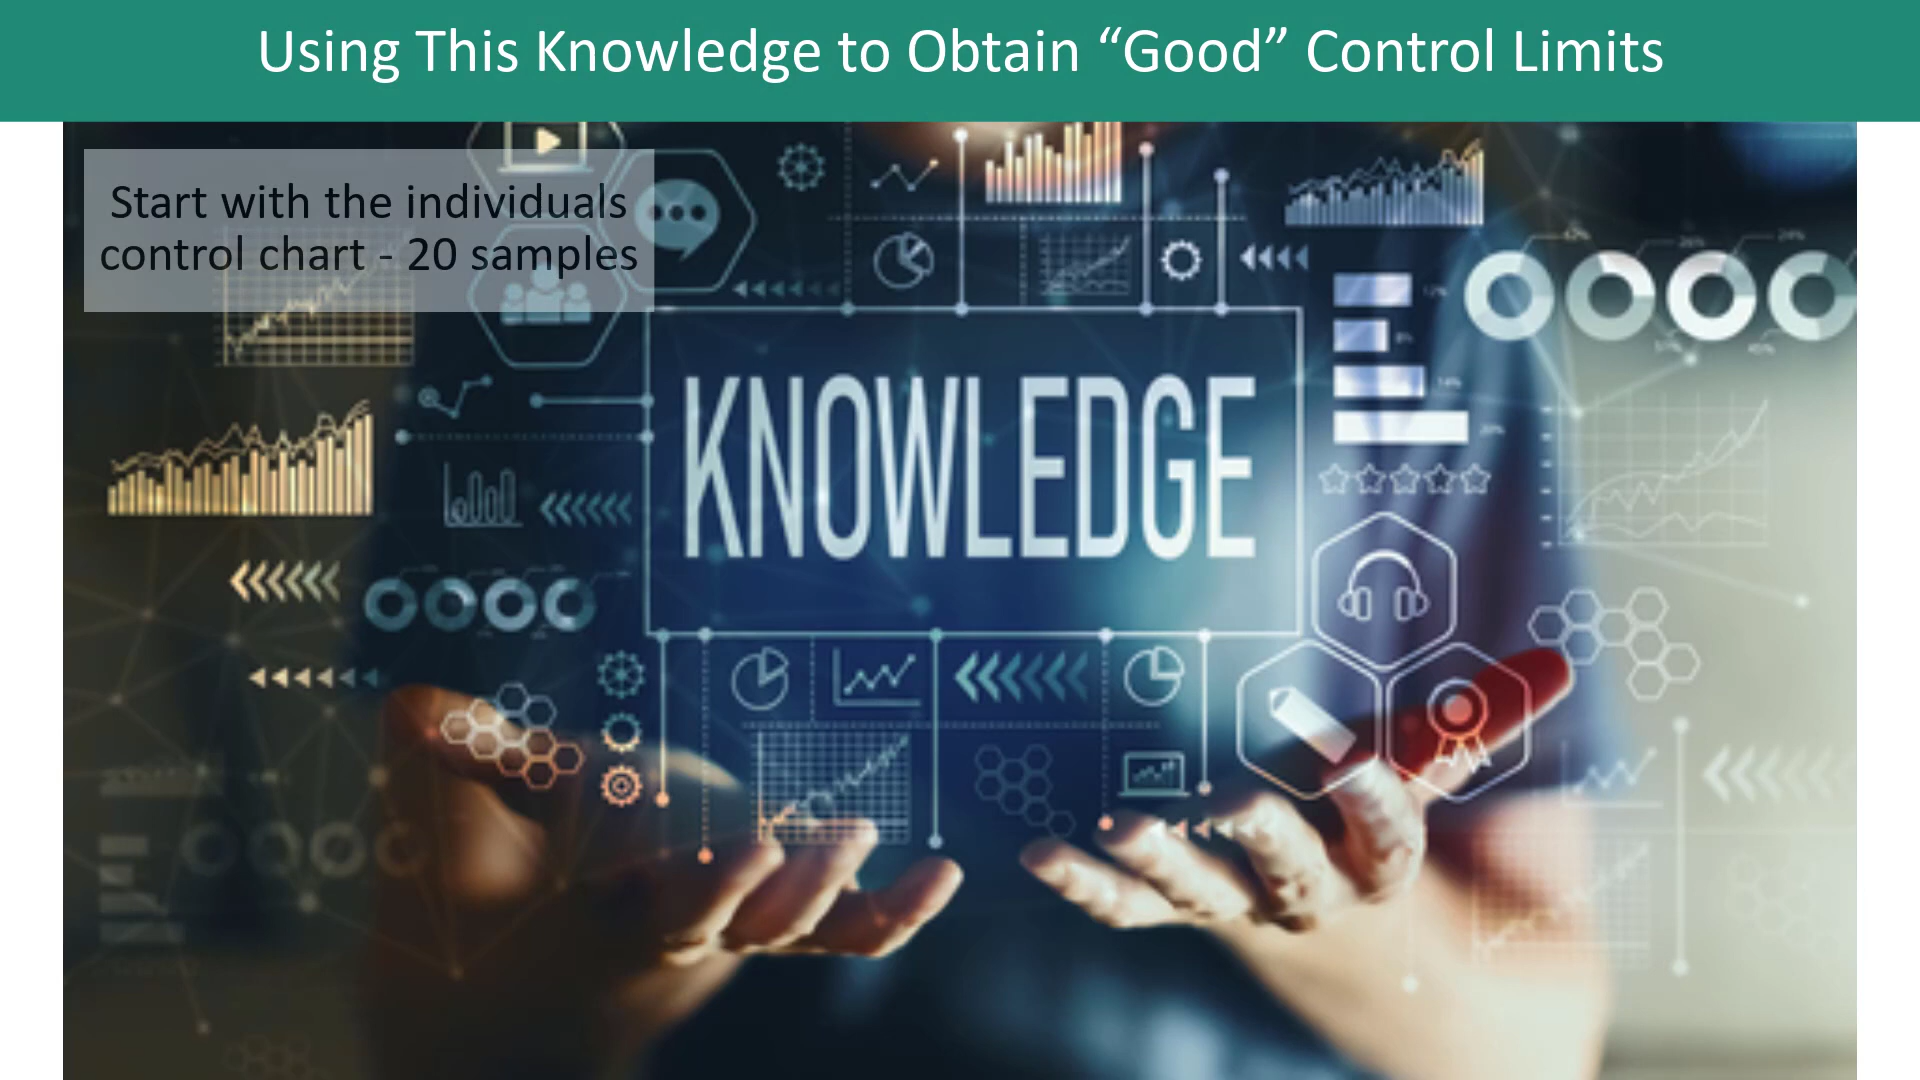 Using This Knowledge to Obtain “Good” Control Limits
Start with the individuals
control chart - 20 samples
KNOWLEDGE